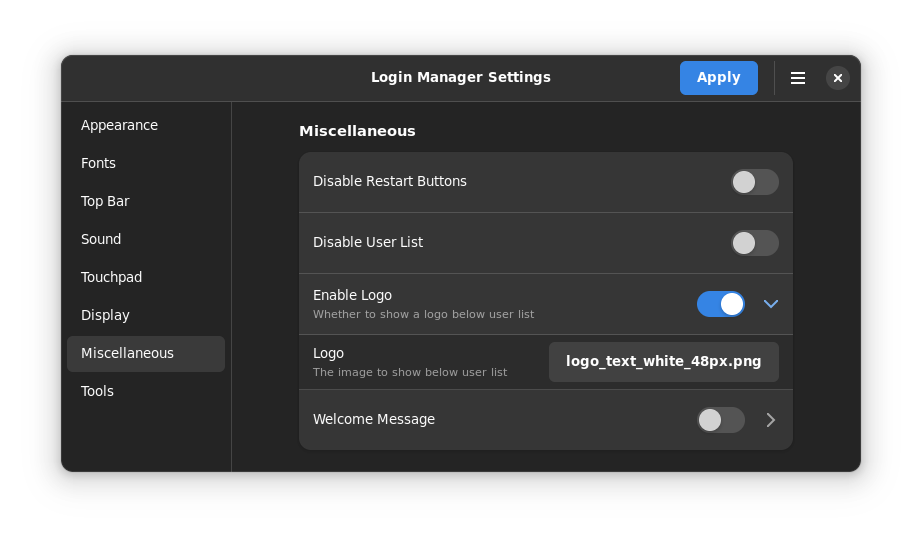 Login Manager Settings
Apply
Appearance
Fonts
Top Bar
Sound
Touchpad
Display
Miscellaneous
Tools
Miscellaneous
Disable Restart Buttons
Disable User List
Enable Logo
Whether to show a logo below user list
Logo
The image to show below user list
logo_text_white_48px.png
Welcome Message